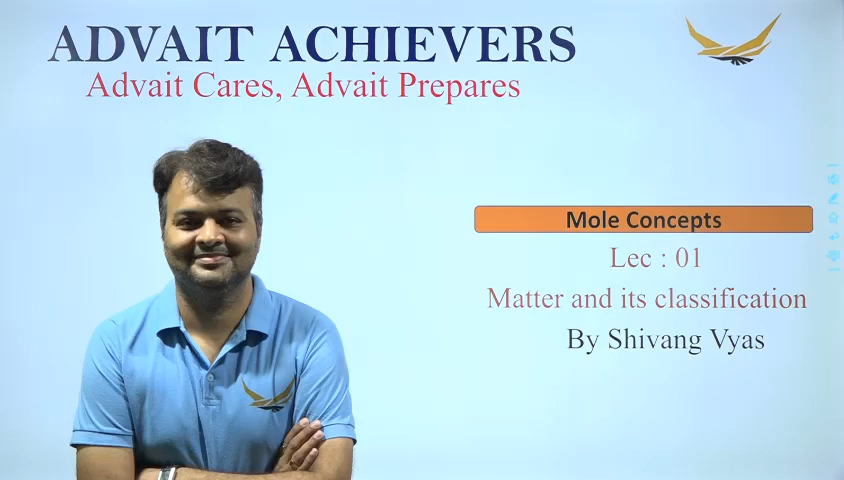 ADVAIT ACHIEVERS
Advait Cares, Advait Prepares
Mole Concepts
Lec : 01
Matter and its classification
By Shivang Vyas